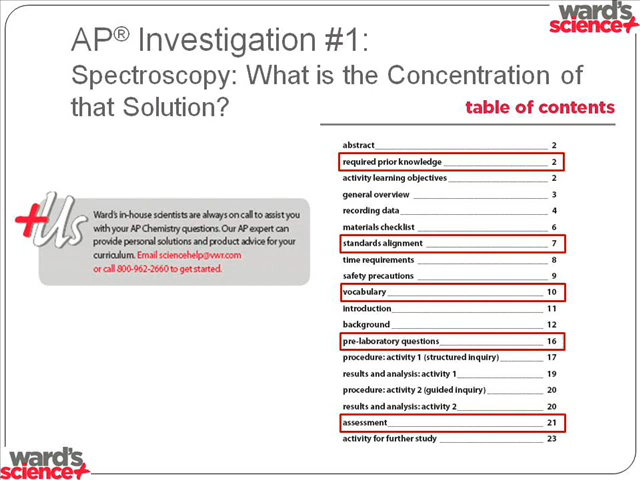 ward's
science+
AP® Investigation #1:
Spectroscopy: What is the Concentration of
that Solution?
table of contents
abstract 2
required prior knowledge 2
activity learning objectives 2
general overview 3
recording data 4
materials checklist 6
standards alignment 7
time requirements 8
safety precautions 9
vocabulary 10
introduction 11
background 12
pre-laboratory questions 16
procedure: activity 1 (structured inquiry) 17
results and analysis: activity 1 19
procedure: activity 2 (guided inquiry) 20
results and analysis: activity 2 20
assessment 21
activity for further study 23
+Us
Ward's in-house scientists are always on call to assist you
with your AP Chemistry questions. Our AP expert can
provide personal solutions and product advice for your
curriculum. Email sciencehelp@vwr.com
or call 800-962-2660 to get started.
ward's
science+